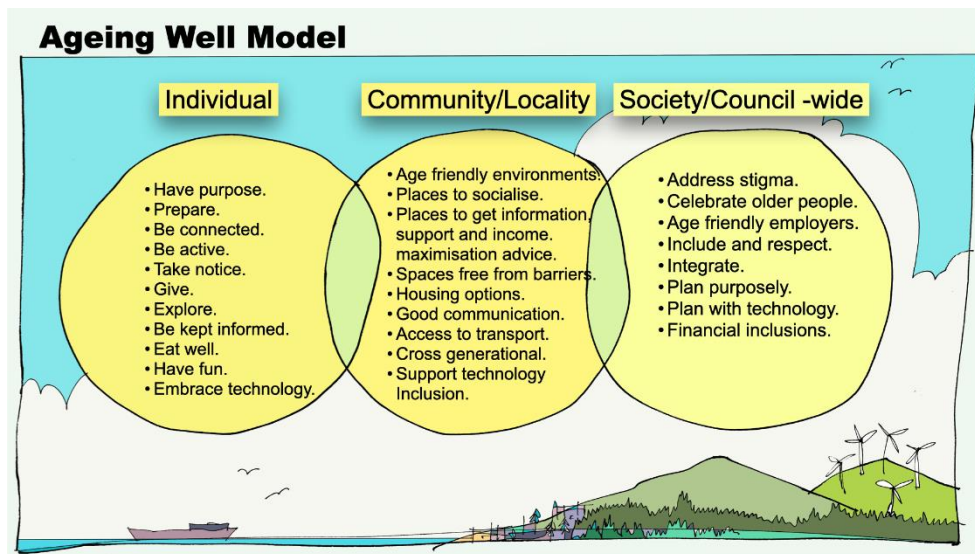 Ageing Well Model
Individual
• Have purpose.
• Prepare.
• Be connected.
• Be active.
• Take notice.
• Give.
• Explore.
• Be kept informed.
• Eat well.
• Have fun.
• Embrace technology.
Community/Locality
• Age friendly environments.
• Places to socialise.
• Places to get information,
support and income.
maximisation advice.
• Spaces free from barriers.
• Housing options.
• Good communication.
• Access to transport.
• Cross generational.
• Support technology
Inclusion.
Society/Council -wide
• Address stigma.
• Celebrate older people.
• Age friendly employers.
• Include and respect.
• Integrate.
• Plan purposely.
• Plan with technology.
• Financial inclusions.